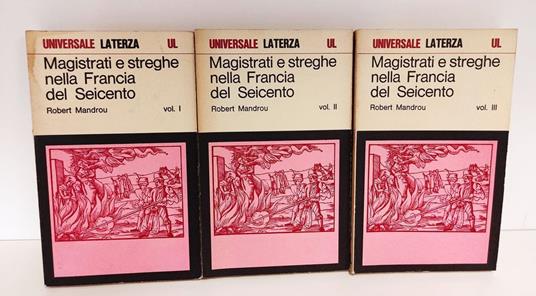 UNIVERSALE LATERZA UL
Magistrati e streghe
nella Francia
del Seicento
Robert Mandrou vol. I
UNIVERSALE LATERZA UL
Magistrati e streghe
nella Francia
del Seicento
Robert Mandrou vol. II
UNIVERSALE LATERZA UL
Magistrati e streghe
nella Francia
del Seicento
Robert Mandrou vol. III